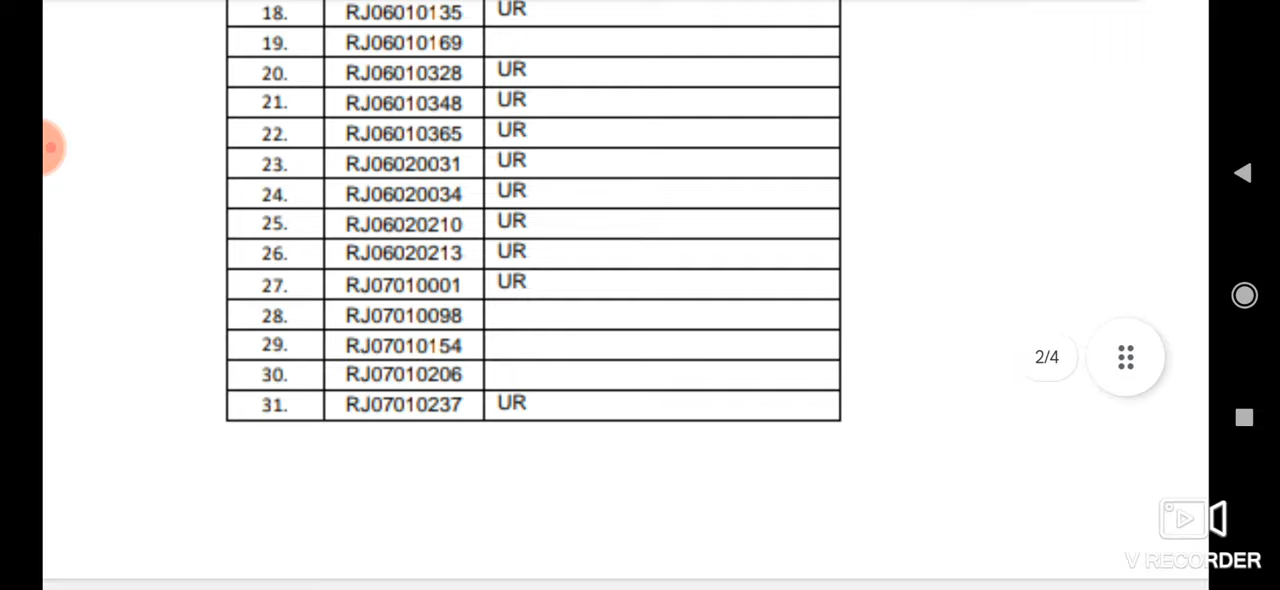 18. RJ06010135 UR
19. RJ06010169
20. RJ06010328 UR
21. RJ06010348 UR
22. RJ06010365 UR
23. RJ06020031 UR
24. RJ06020034 UR
25. RJ06020210 UR
26. RJ06020213 UR
27. RJ07010001 UR
28. RJ07010098
29. RJ07010154
30. RJ07010206
31. RJ07010237 UR
2/4
V RECORDER